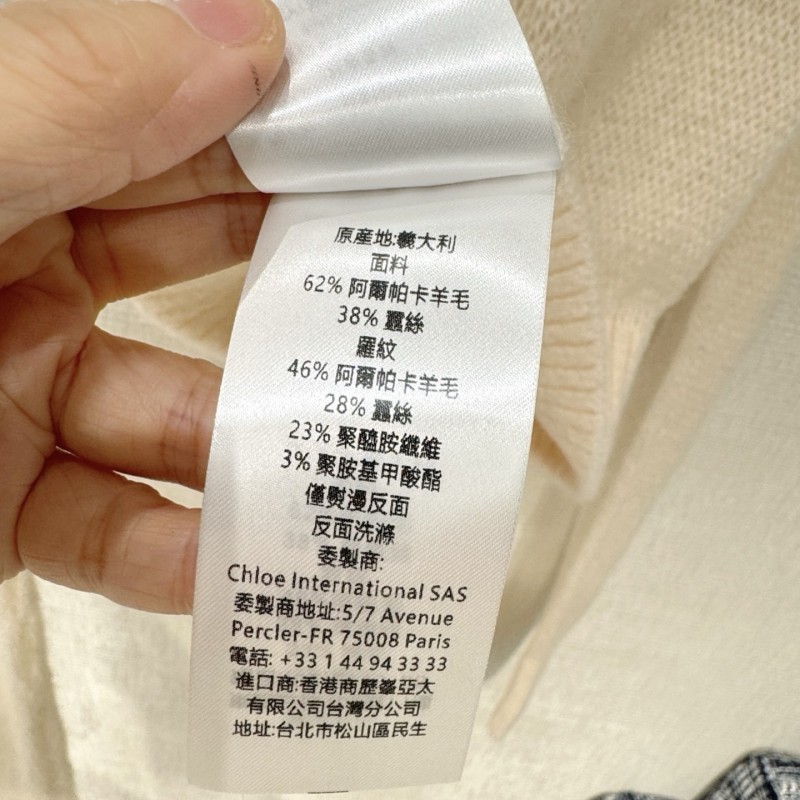 原產地:義大利
面料
62% 阿爾帕卡羊毛
38% 蠶絲
羅紋
46% 阿爾帕卡羊毛
28% 蠶絲
23% 聚醯胺纖維
3% 聚胺基甲酸酯
僅熨燙反面
反面洗滌
委製商:
Chloe International SAS
委製商地址:5/7 Avenue
Percier-FR 75008 Paris
電話: +33 1 44 94 33 33
進口商:香港商歷峯亞太
有限公司台灣分公司
地址:台北市松山區民生